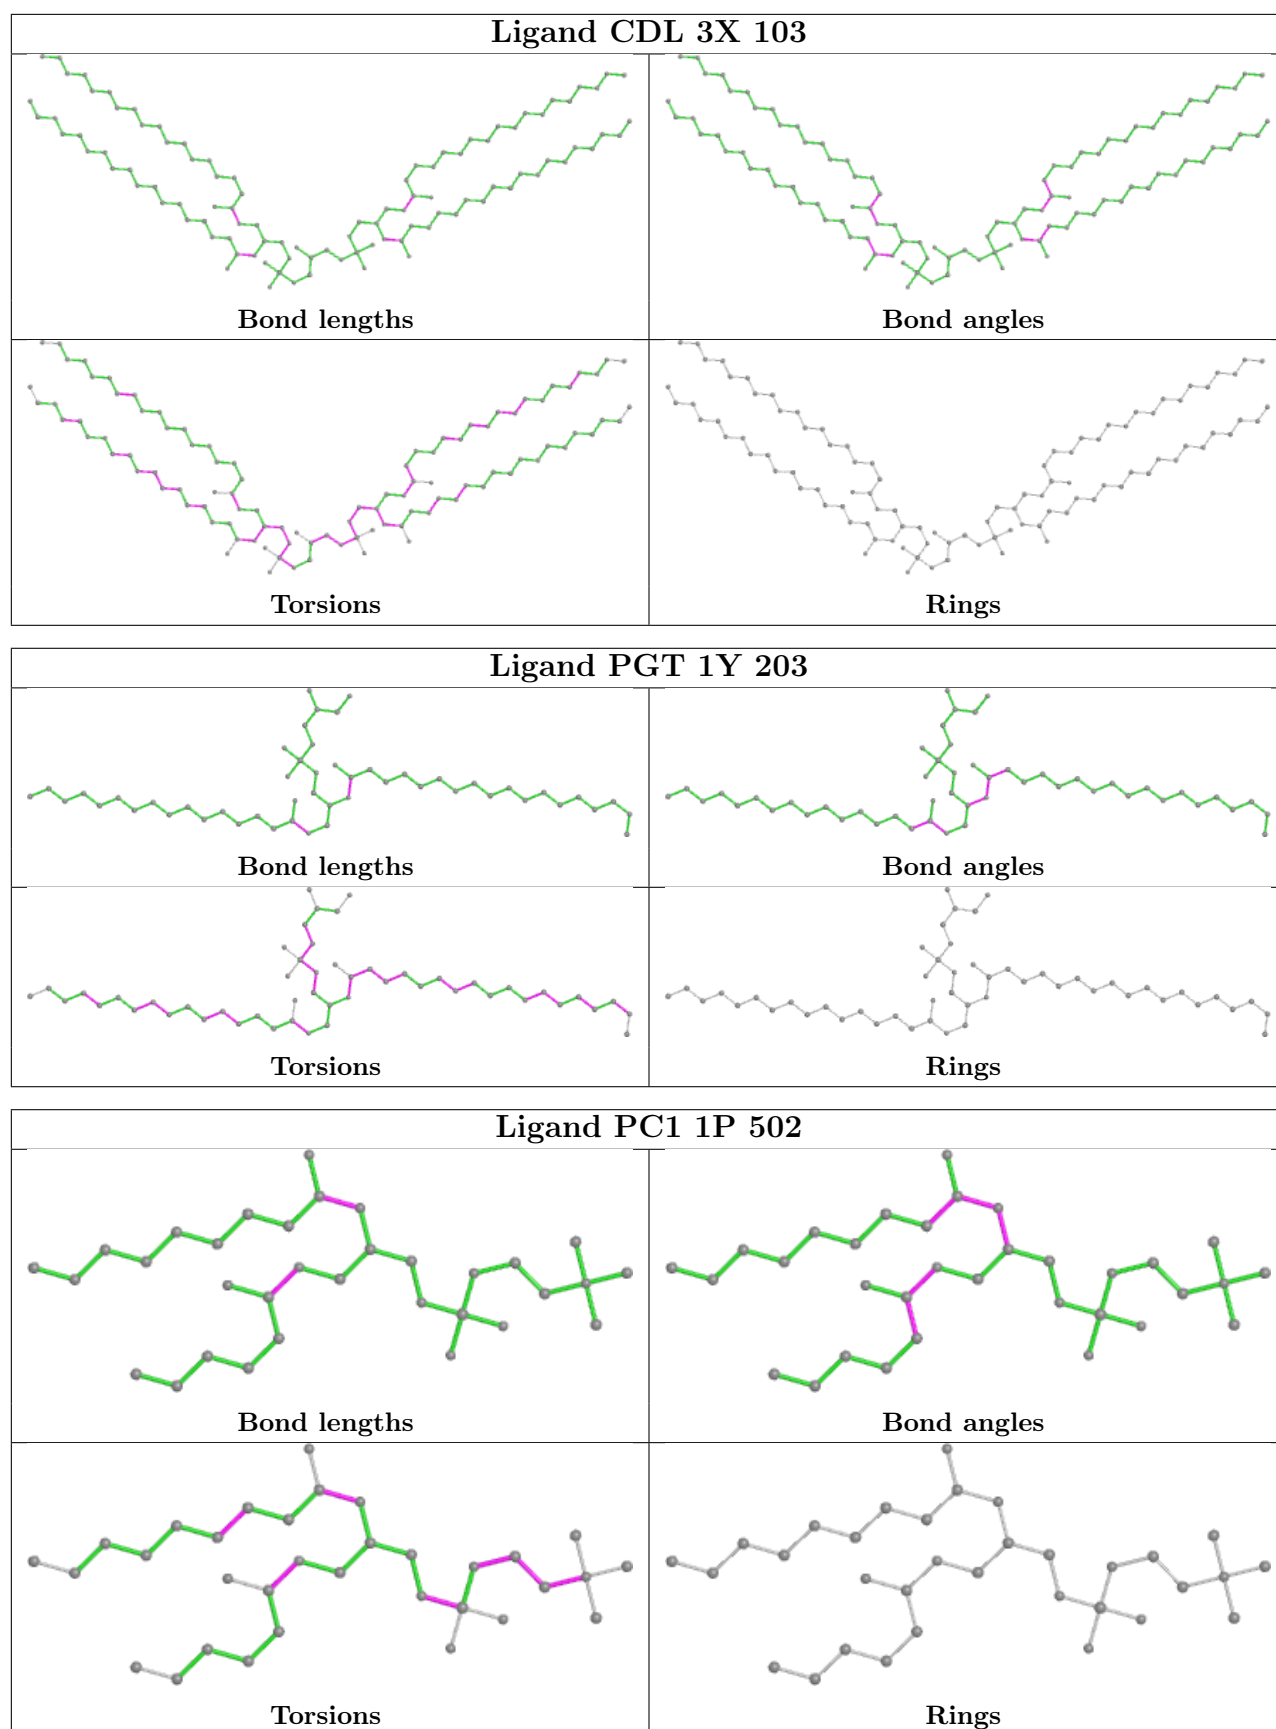 Ligand CDL 3X 103
Bond lengths
Bond angles
Torsions
Rings
Ligand PGT 1Y 203
Bond lengths
Bond angles
Torsions
Rings
Ligand PC1 1P 502
Bond lengths
Bond angles
Torsions
Rings